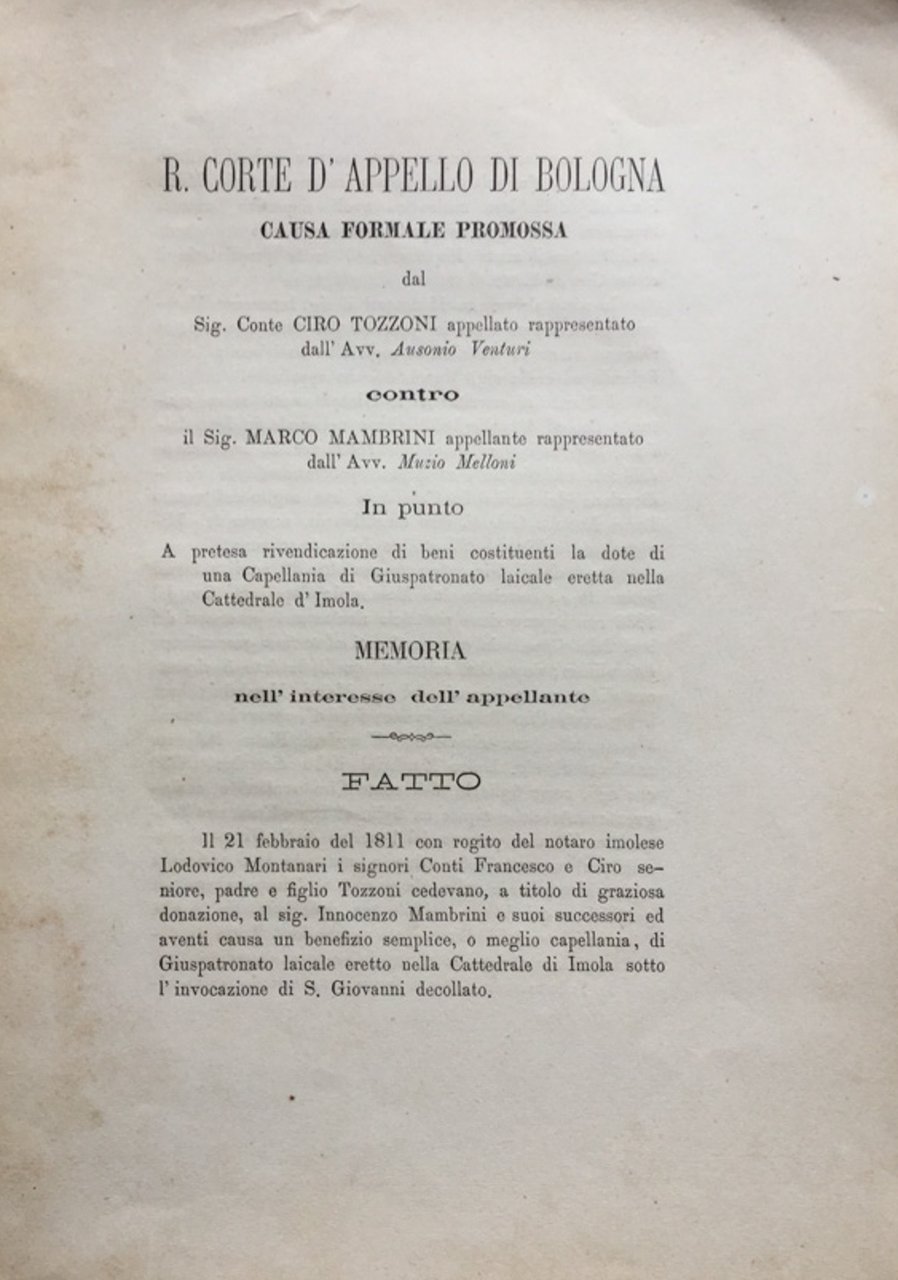 R. CORTE D' APPELLO DI BOLOGNA
CAUSA FORMALE PROMOSSA
dal
Sig. Conte CIRO TOZZONI appellato rappresentato
dall' Avv. Ausonio Venturi
contro
il Sig. MARCO MAMBRINI appellante rappresentato
dall' Avv. Muzio Melloni
In punto
A pretesa rivendicazione di beni costituenti la dote di
una Capellania di Giuspatronato laicale eretta nella
Cattedrale d' Imola.
MEMORIA
nell' interesse dell' appellante
FATTO
Il 21 febbraio del 1811 con rogito del notaro imolese
Lodovico Montanari i signori Conti Francesco e Ciro se-
niore, padre e figlio Tozzoni cedevano, a titolo di graziosa
donazione, al sig. Innocenzo Mambrini e suoi successori ed
aventi causa un benefizio semplice, o meglio capellania, di
Giuspatronato laicale eretto nella Cattedrale di Imola sotto
l' invocazione di S. Giovanni decollato.